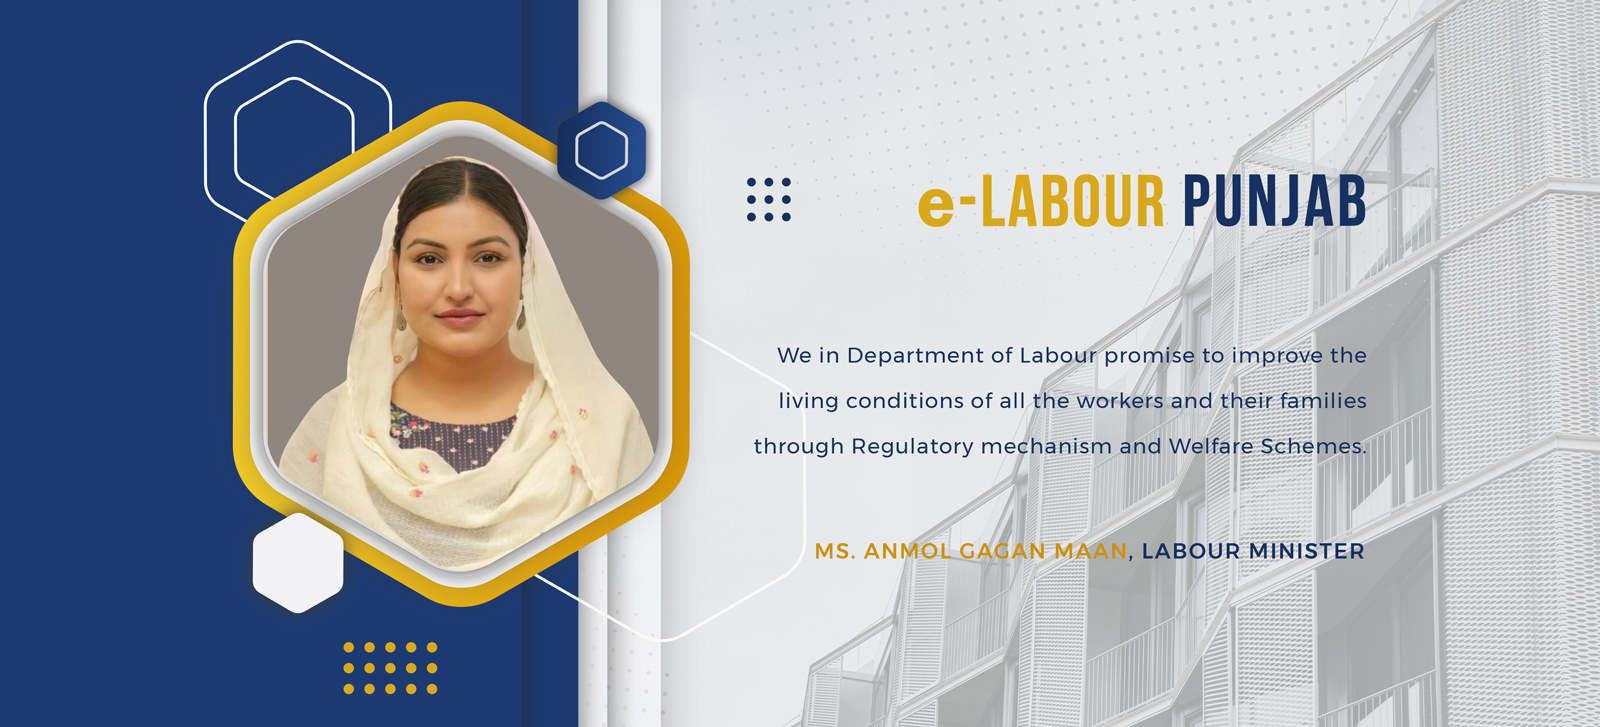 e-LABOUR PUNJAB
We in Department of Labour promise to improve the
living conditions of all the workers and their families
through Regulatory mechanism and Welfare Schemes.
MS. ANMOL GAGAN MAAN, LABOUR MINISTER